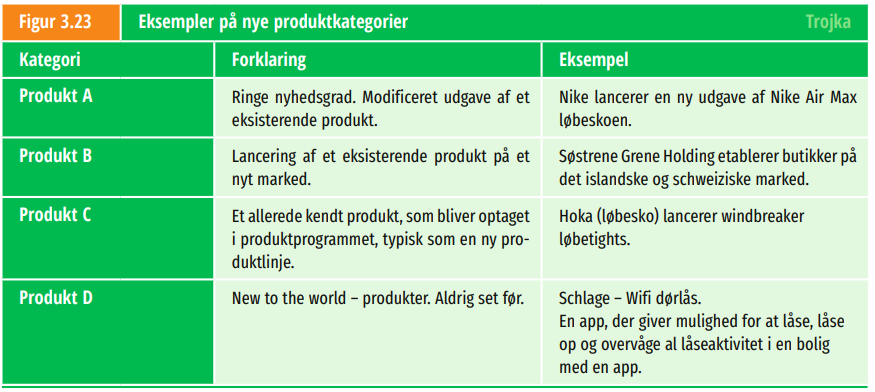 Figur 3.23 Eksempler på nye produktkategorier Trojka
Kategori Forklaring Eksempel
Produkt A
Ringe nyhedsgrad. Modificeret udgave af et
eksisterende produkt.
Nike lancerer en ny udgave af Nike Air Max
løbeskoen.
Produkt B
Lancering af et eksisterende produkt på et
nyt marked.
Søstrene Grene Holding etablerer butikker på
det islandske og schweiziske marked.
Produkt C
Et allerede kendt produkt, som bliver optaget
i produktprogrammet, typisk som en ny pro-
duktlinje.
Hoka (løbesko) lancerer windbreaker
løbetights.
Produkt D
New to the world – produkter. Aldrig set før.
Schlage – Wifi dørlås.
En app, der giver mulighed for at låse, låse
op og overvåge al låseaktivitet i en bolig
med en app.